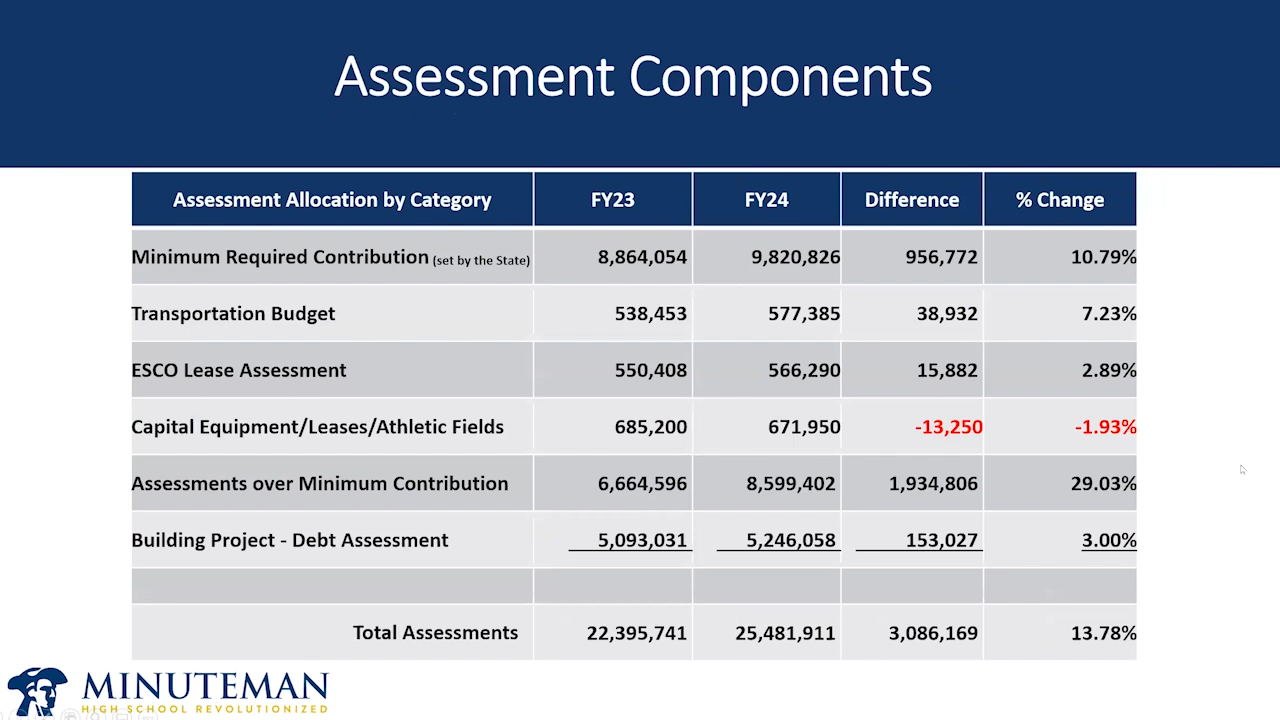 Assessment Components
Assessment Allocation by Category FY23 FY24 Difference % Change
Minimum Required Contribution (set by the State) 8,864,054 9,820,826 956,772 10.79%
Transportation Budget 538,453 577,385 38,932 7.23%
ESCO Lease Assessment 550,408 566,290 15,882 2.89%
Capital Equipment/Leases/Athletic Fields 685,200 671,950 -13,250 -1.93%
Assessments over Minimum Contribution 6,664,596 8,599,402 1,934,806 29.03%
Building Project - Debt Assessment 5,093,031 5,246,058 153,027 3.00%
Total Assessments 22,395,741 25,481,911 3,086,169 13.78%
MINUTEMAN
HIGH SCHOOL REVOLUTIONIZED